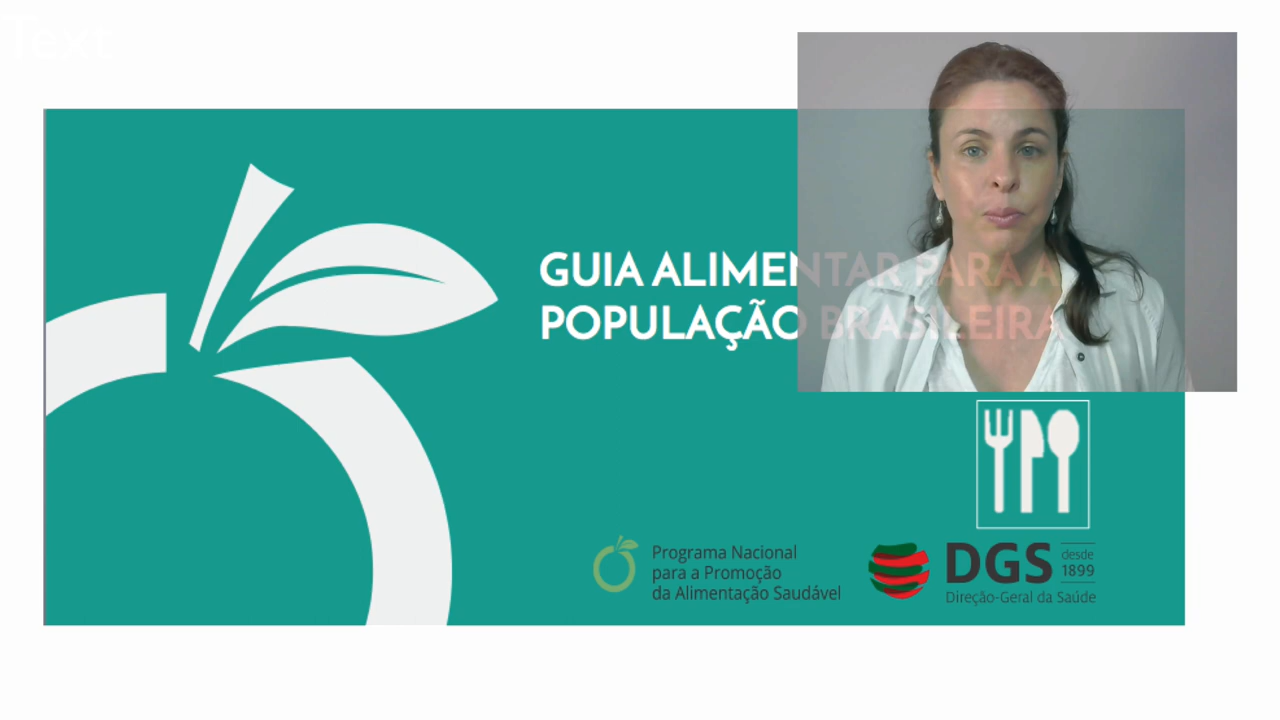 Text
GUIA ALIMENTAR PARA A
POPULAÇÃO BRASILEIRA
Programa Nacional
para a Promoção
da Alimentação Saudável
DGS
desde
1899
Direção-Geral da Saúde